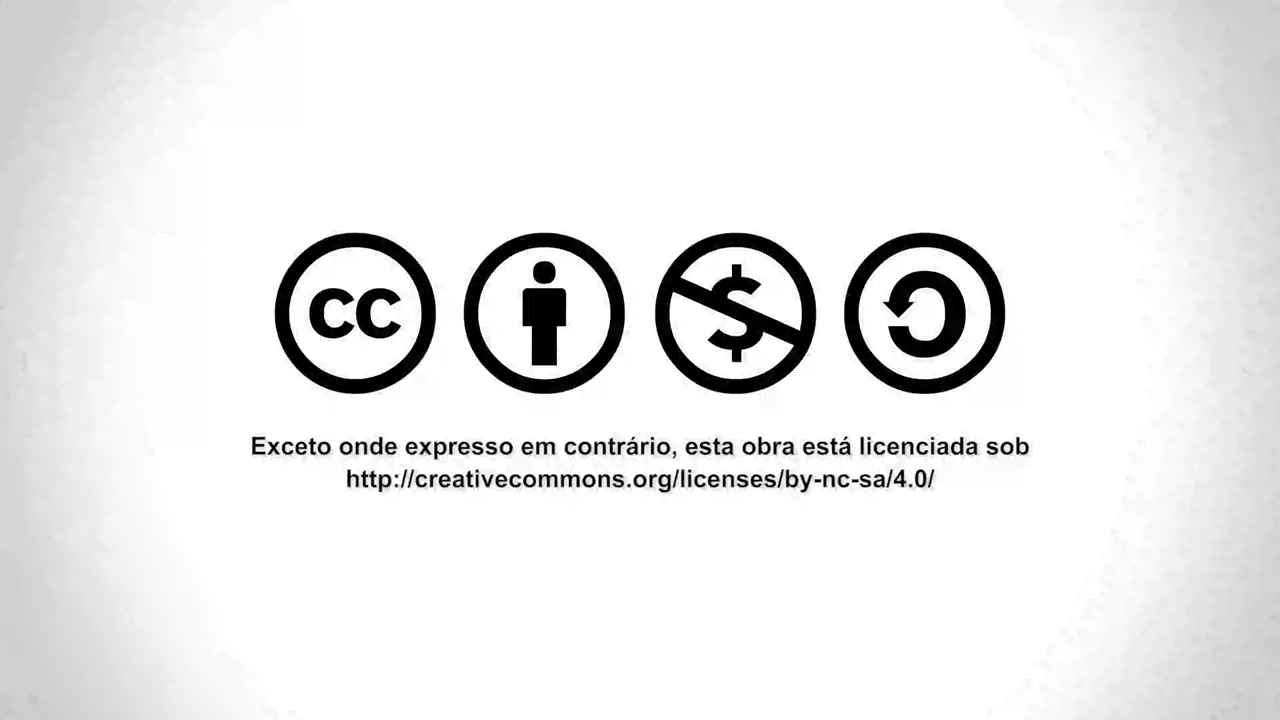 cc
Exceto onde expresso em contrário, esta obra está licenciada sob
http://creativecommons.org/licenses/by-nc-sa/4.0/